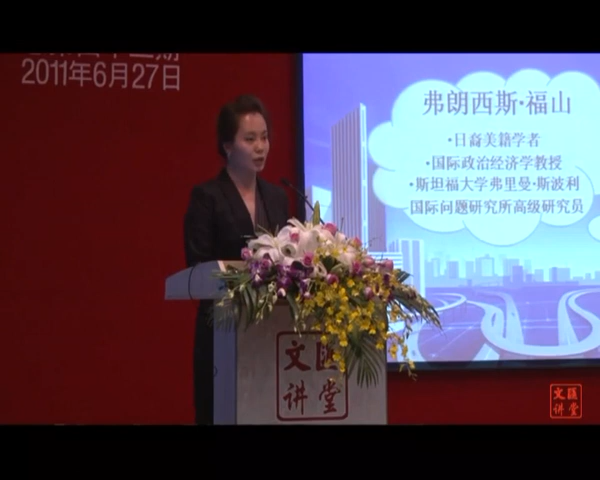 2011年6月27日
弗朗西斯·福山
•日裔美籍学者
•国际政治经济学教授
•斯坦福大学弗里曼·斯波利
国际问题研究所高级研究员
文匯
讲堂
文匯
讲堂